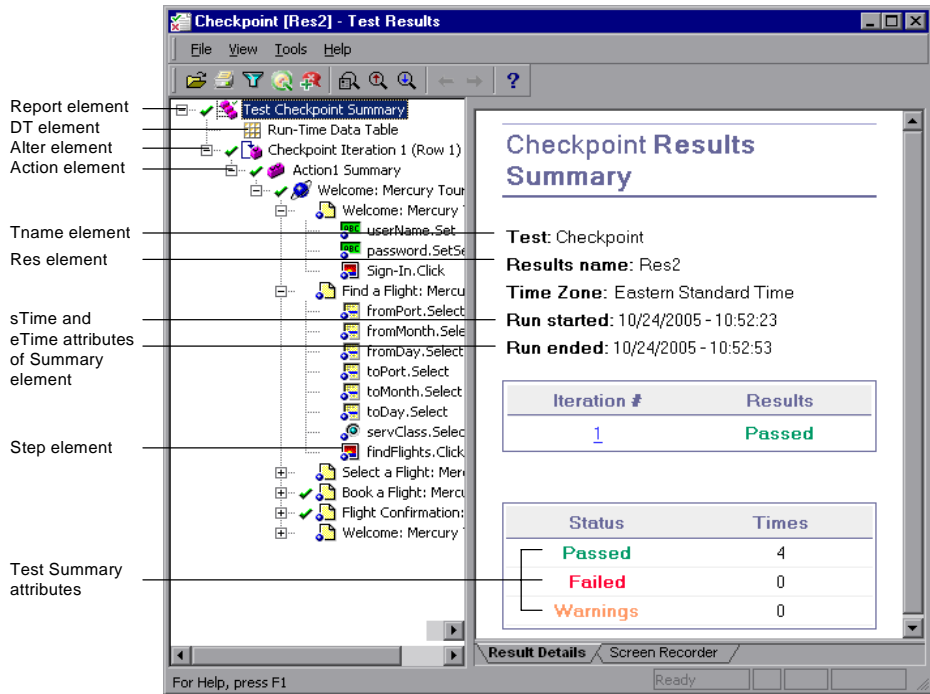 Checkpoint [Res2] - Test Results
File View Tools Help
Report element
DT element
Alter element
Action element
Tname element
Res element
sTime and
eTime attributes
of Summary
element
Step element
Test Summary
attributes
Test Checkpoint Summary
Run-Time Data Table
Checkpoint Iteration 1 (Row 1)
Action1 Summary
Welcome: Mercury Tour
Welcome: Mercury
userName.Set
password.SetSe
Sign-In.Click
Find a Flight: Mercu
fromPort.Select
fromMonth.Sele
fromDay.Select
toPort.Select
toMonth.Select
toDay.Select
servClass.Selec
findFlights.Click
Select a Flight: Mer
Book a Flight: Mercu
Flight Confirmation:
Welcome: Mercury
Checkpoint Results
Summary
Test: Checkpoint
Results name: Res2
Time Zone: Eastern Standard Time
Run started: 10/24/2005 - 10:52:23
Run ended: 10/24/2005 - 10:52:53
Iteration # Results
1 Passed
Status Times
Passed 4
Failed 0
Warnings 0
Result Details Screen Recorder
For Help, press F1
Ready